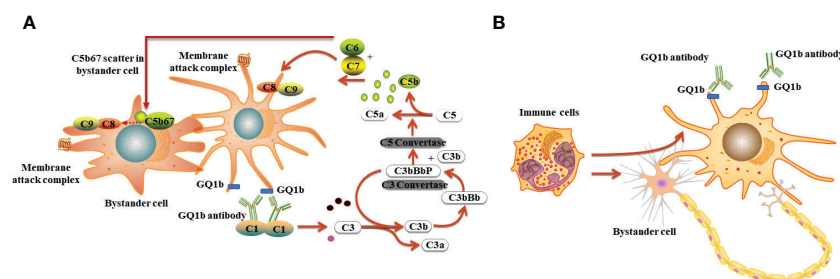 A
C5b67 scatter in
bystander cell
Membrane
attack complex
C6
+
C7
C8
C9
C5b
C9
C8
C5b67
C5a
C5
C5 Convertase
+
C3b
Membrane
attack complex
C3bBbP
C3 Convertase
Bystander cell
GQ1b
GQ1b
GQ1b antibody
C3bBb
C1
C1
C3
C3b
C3a
B
GQ1b antibody
GQ1b antibody
GQ1b
GQ1b
Immune cells
Bystander cell